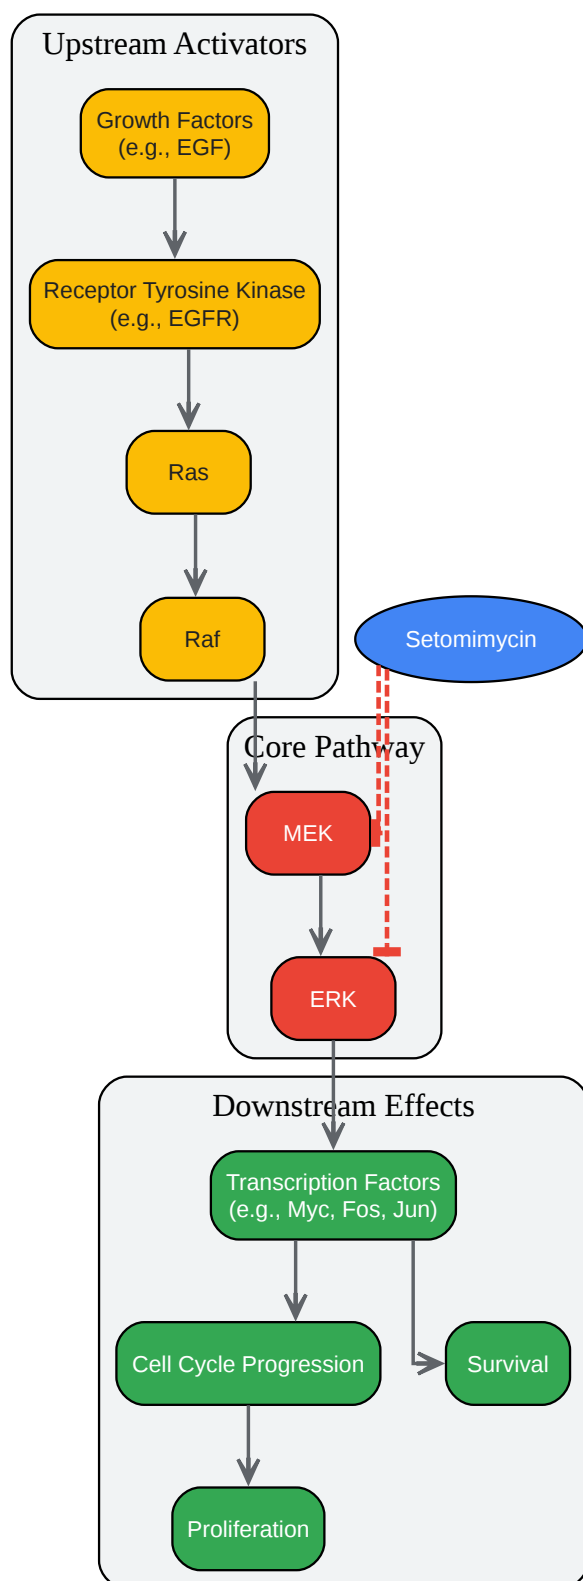 Upstream Activators
Growth Factors
(e.g., EGF)
Receptor Tyrosine Kinase
(e.g., EGFR)
Ras
Raf
Setomimycin
Core Pathway
MEK
ERK
Downstream Effects
Transcription Factors
(e.g., Myc, Fos, Jun)
Cell Cycle Progression
Survival
Proliferation